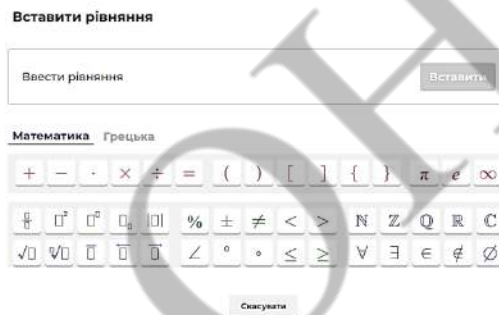 Вставити рівняння
Ввести рівняння
Вставити
Математика Грецька
+ − · × ÷ = ( ) [ ] { } π e ∞
% ± ≠ < > ℕ ℤ ℚ ℝ ℂ
∠ ° ∘ ≤ ≥ ∀ ∃ ∈ ∉ ∅
Скасувати